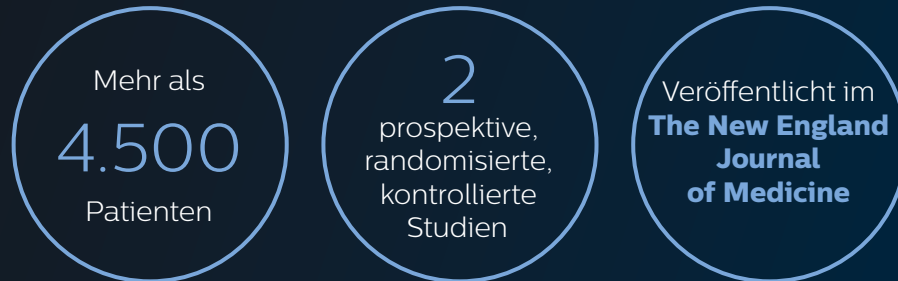 Mehr als
4.500
Patienten
2
prospektive,
randomisierte,
kontrollierte
Studien
Veröffentlicht im
The New England
Journal
of Medicine